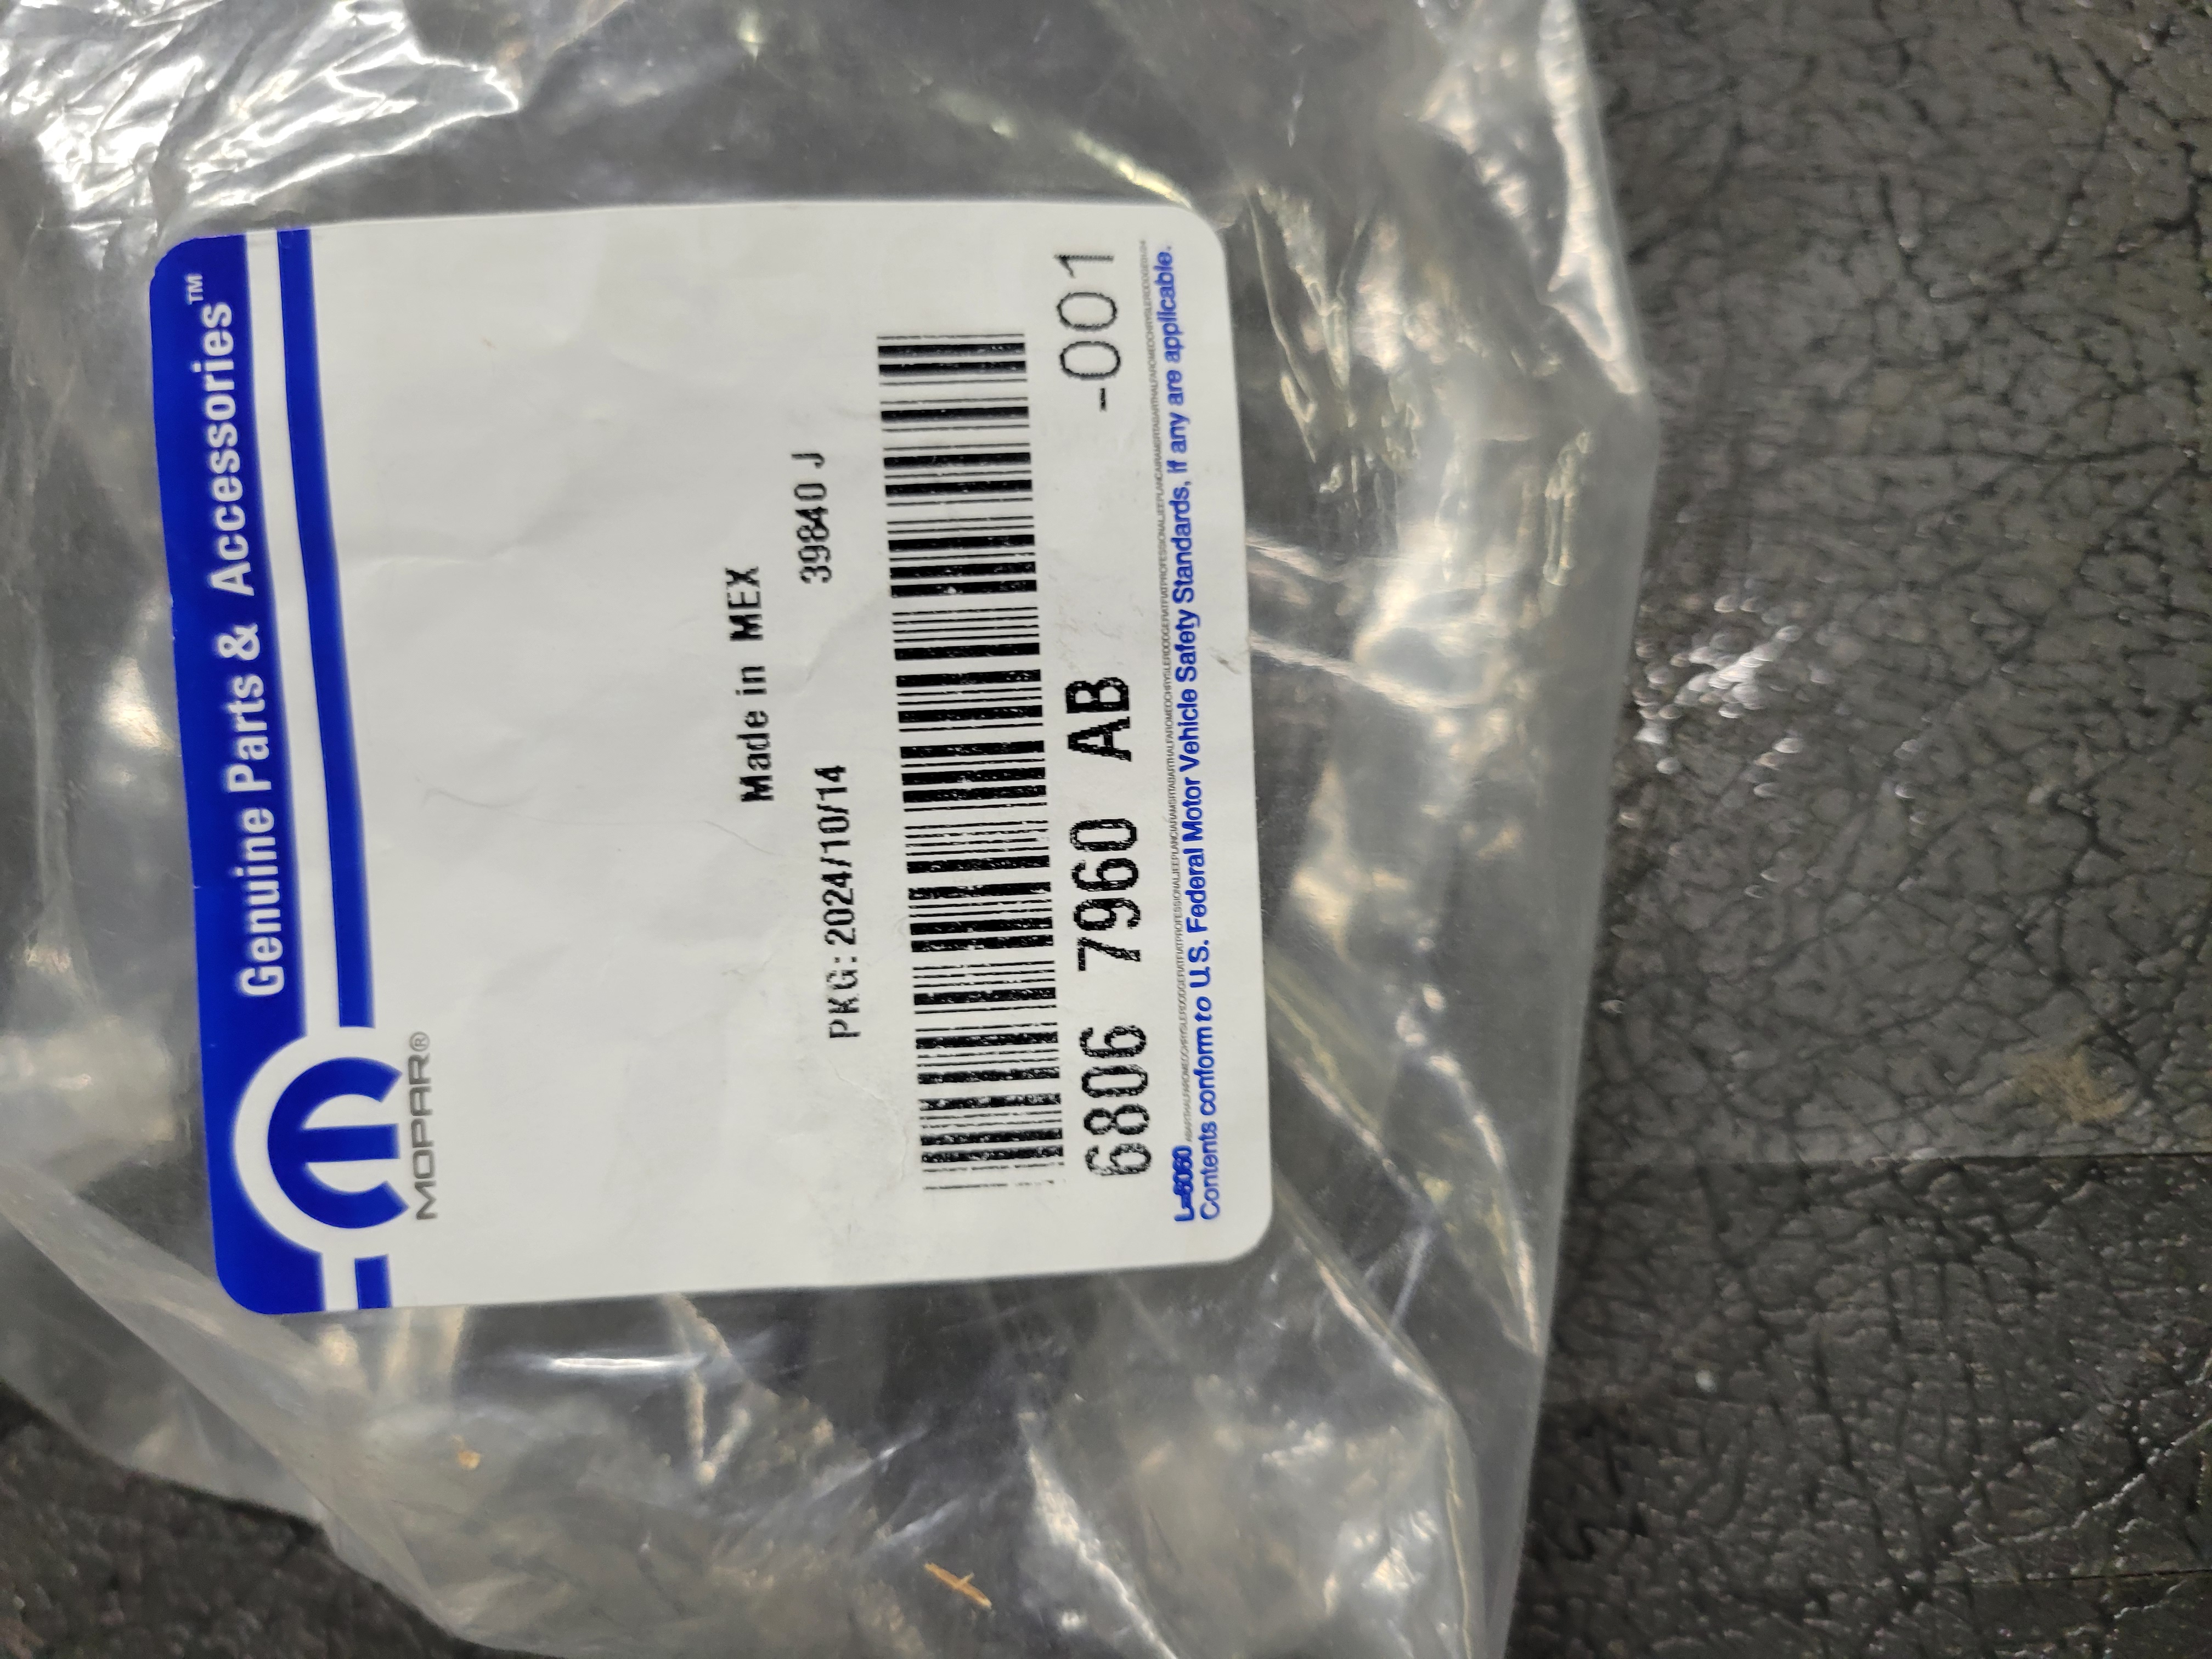 Genuine Parts & Accessories™
MOPAR®
Made in MEX
PKG: 2024/10/14 39840 J
6806 7960 AB -001
L-6060
Contents conform to U.S. Federal Motor Vehicle Safety Standards, if any are applicable.